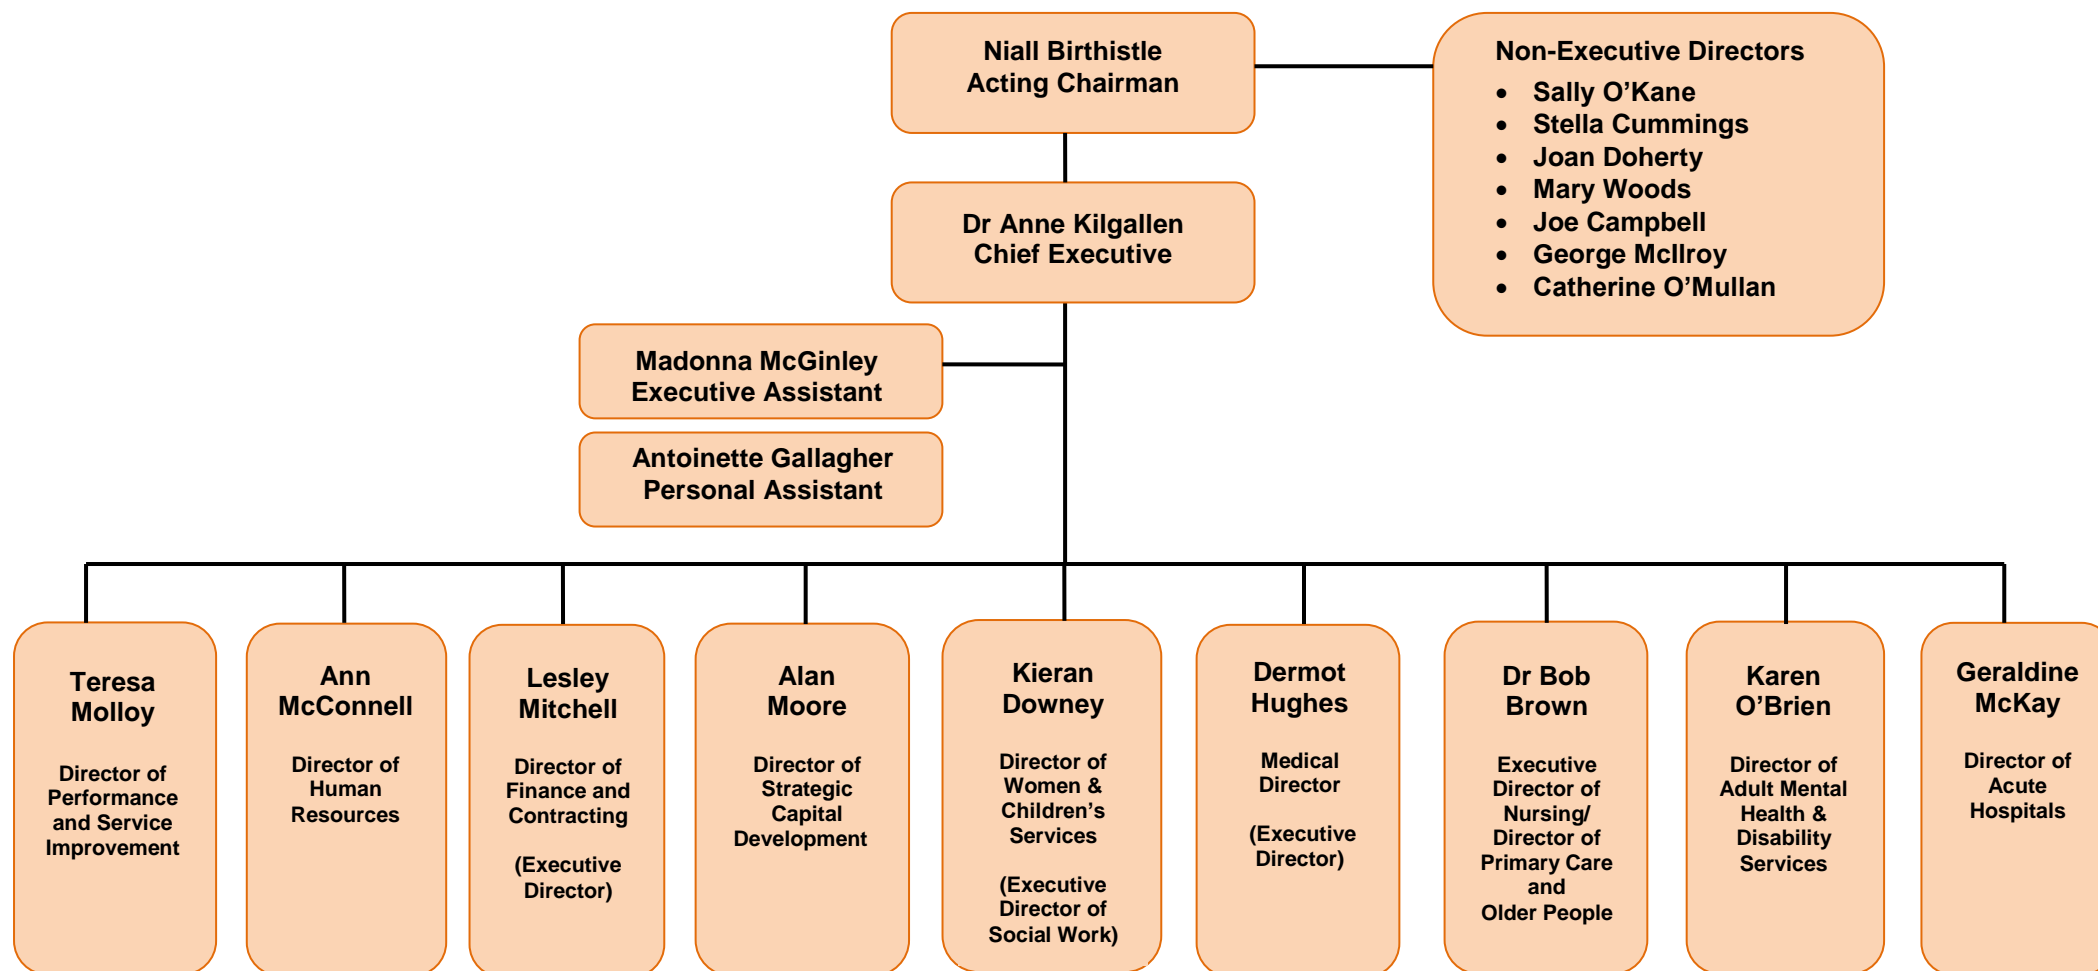 Niall Birthistle
Acting Chairman
Non-Executive Directors
• Sally O’Kane
• Stella Cummings
• Joan Doherty
• Mary Woods
• Joe Campbell
• George McIlroy
• Catherine O’Mullan
Dr Anne Kilgallen
Chief Executive
Madonna McGinley
Executive Assistant
Antoinette Gallagher
Personal Assistant
Teresa
Molloy
Director of
Performance
and Service
Improvement
Ann
McConnell
Director of
Human
Resources
Lesley
Mitchell
Director of
Finance and
Contracting
(Executive
Director)
Alan
Moore
Director of
Strategic
Capital
Development
Kieran
Downey
Director of
Women &
Children’s
Services
(Executive
Director of
Social Work)
Dermot
Hughes
Medical
Director
(Executive
Director)
Dr Bob
Brown
Executive
Director of
Nursing/
Director of
Primary Care
and
Older People
Karen
O’Brien
Director of
Adult Mental
Health &
Disability
Services
Geraldine
McKay
Director of
Acute
Hospitals